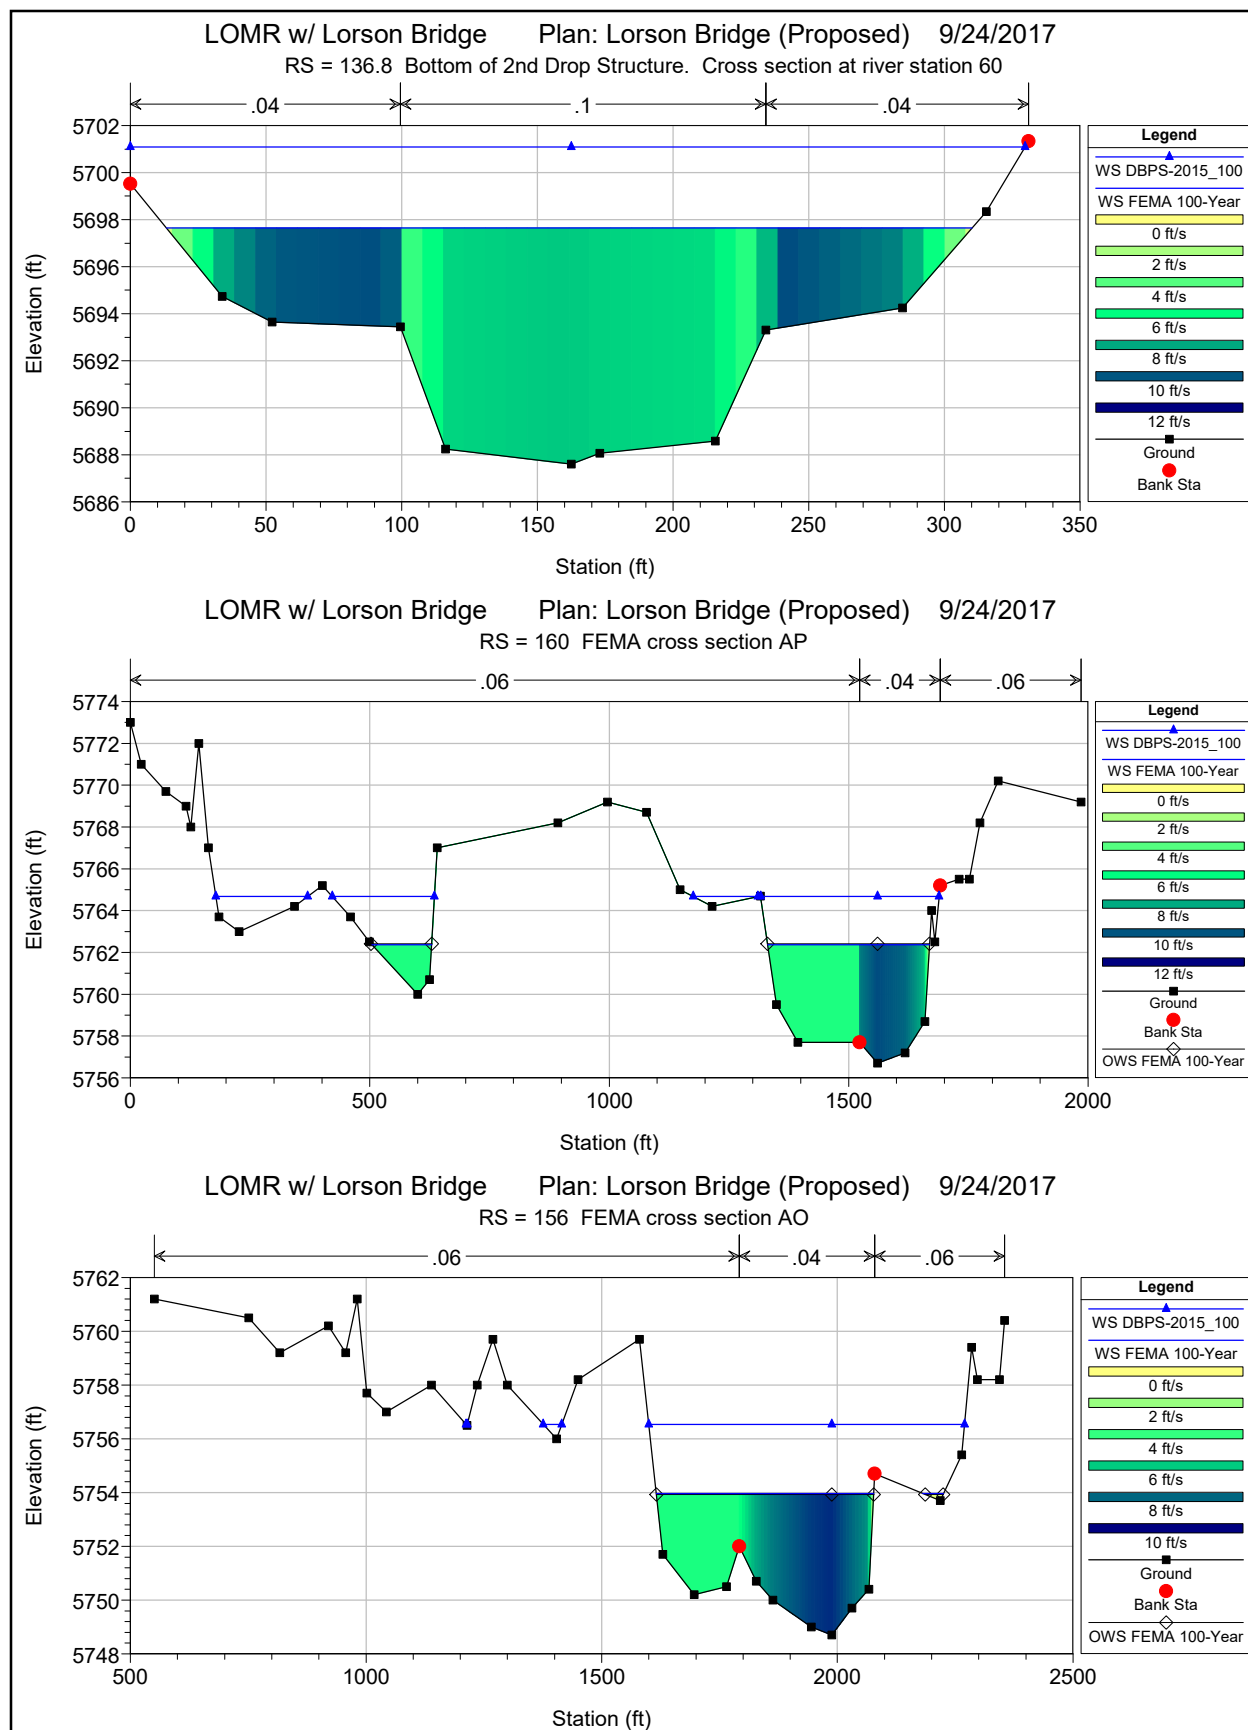 LOMR w/ Lorson Bridge Plan: Lorson Bridge (Proposed) 9/24/2017
RS = 136.8 Bottom of 2nd Drop Structure. Cross section at river station 60
.04 .1 .04
5702
5700
5698
5696
5694
5692
5690
5688
5686
Elevation (ft)
0 50 100 150 200 250 300 350
Station (ft)
Legend
WS DBPS-2015_100
WS FEMA 100-Year
0 ft/s
2 ft/s
4 ft/s
6 ft/s
8 ft/s
10 ft/s
12 ft/s
Ground
Bank Sta
LOMR w/ Lorson Bridge Plan: Lorson Bridge (Proposed) 9/24/2017
RS = 160 FEMA cross section AP
.06 .04 .06
5774
5772
5770
5768
5766
5764
5762
5760
5758
5756
Elevation (ft)
0 500 1000 1500 2000
Station (ft)
Legend
WS DBPS-2015_100
WS FEMA 100-Year
0 ft/s
2 ft/s
4 ft/s
6 ft/s
8 ft/s
10 ft/s
12 ft/s
Ground
Bank Sta
OWS FEMA 100-Year
LOMR w/ Lorson Bridge Plan: Lorson Bridge (Proposed) 9/24/2017
RS = 156 FEMA cross section AO
.06 .04 .06
5762
5760
5758
5756
5754
5752
5750
5748
Elevation (ft)
500 1000 1500 2000 2500
Station (ft)
Legend
WS DBPS-2015_100
WS FEMA 100-Year
0 ft/s
2 ft/s
4 ft/s
6 ft/s
8 ft/s
10 ft/s
Ground
Bank Sta
OWS FEMA 100-Year